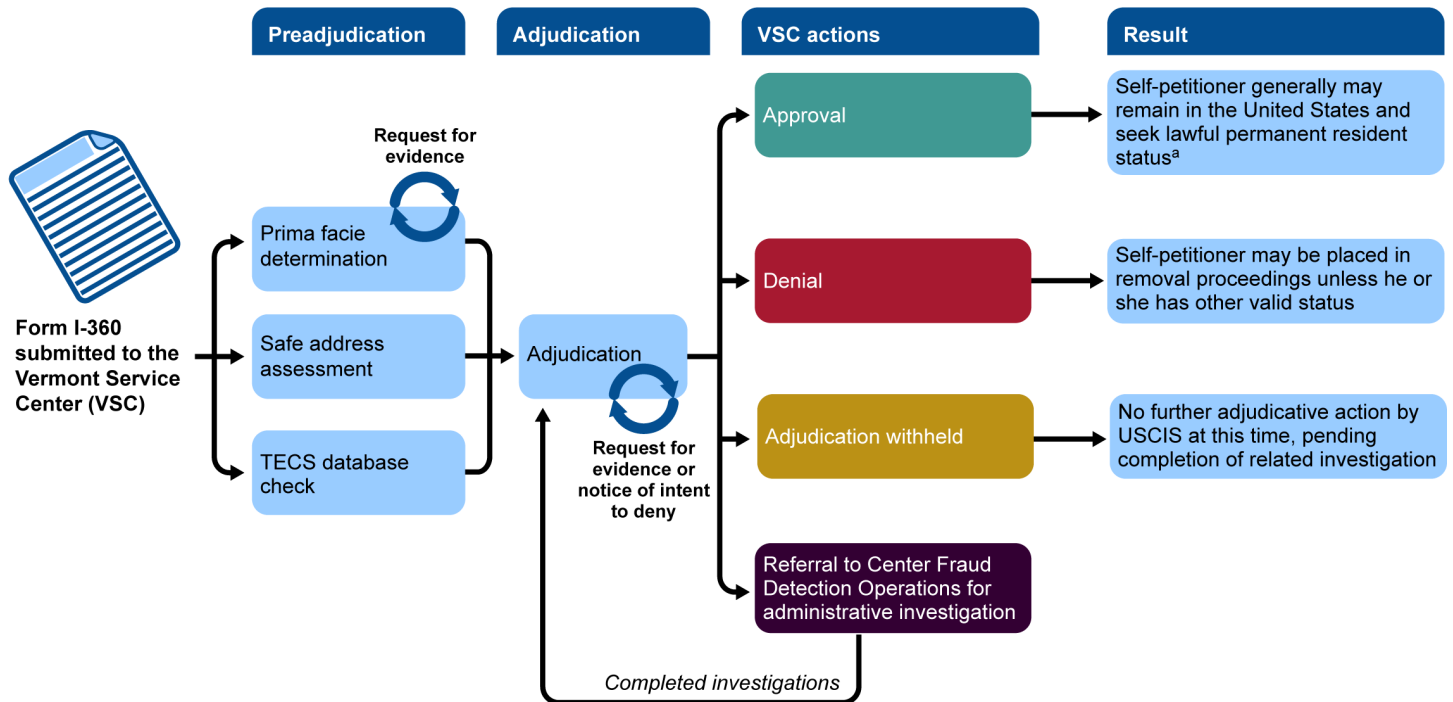 Preadjudication
Adjudication
VSC actions
Result
Form I-360
submitted to the
Vermont Service
Center (VSC)
Request for
evidence
Prima facie
determination
Safe address
assessment
TECS database
check
Adjudication
Request for
evidence or
notice of intent
to deny
Approval
Self-petitioner generally may
remain in the United States and
seek lawful permanent resident
statusᵃ
Denial
Self-petitioner may be placed in
removal proceedings unless he or
she has other valid status
Adjudication withheld
No further adjudicative action by
USCIS at this time, pending
completion of related investigation
Referral to Center Fraud
Detection Operations for
administrative investigation
Completed investigations